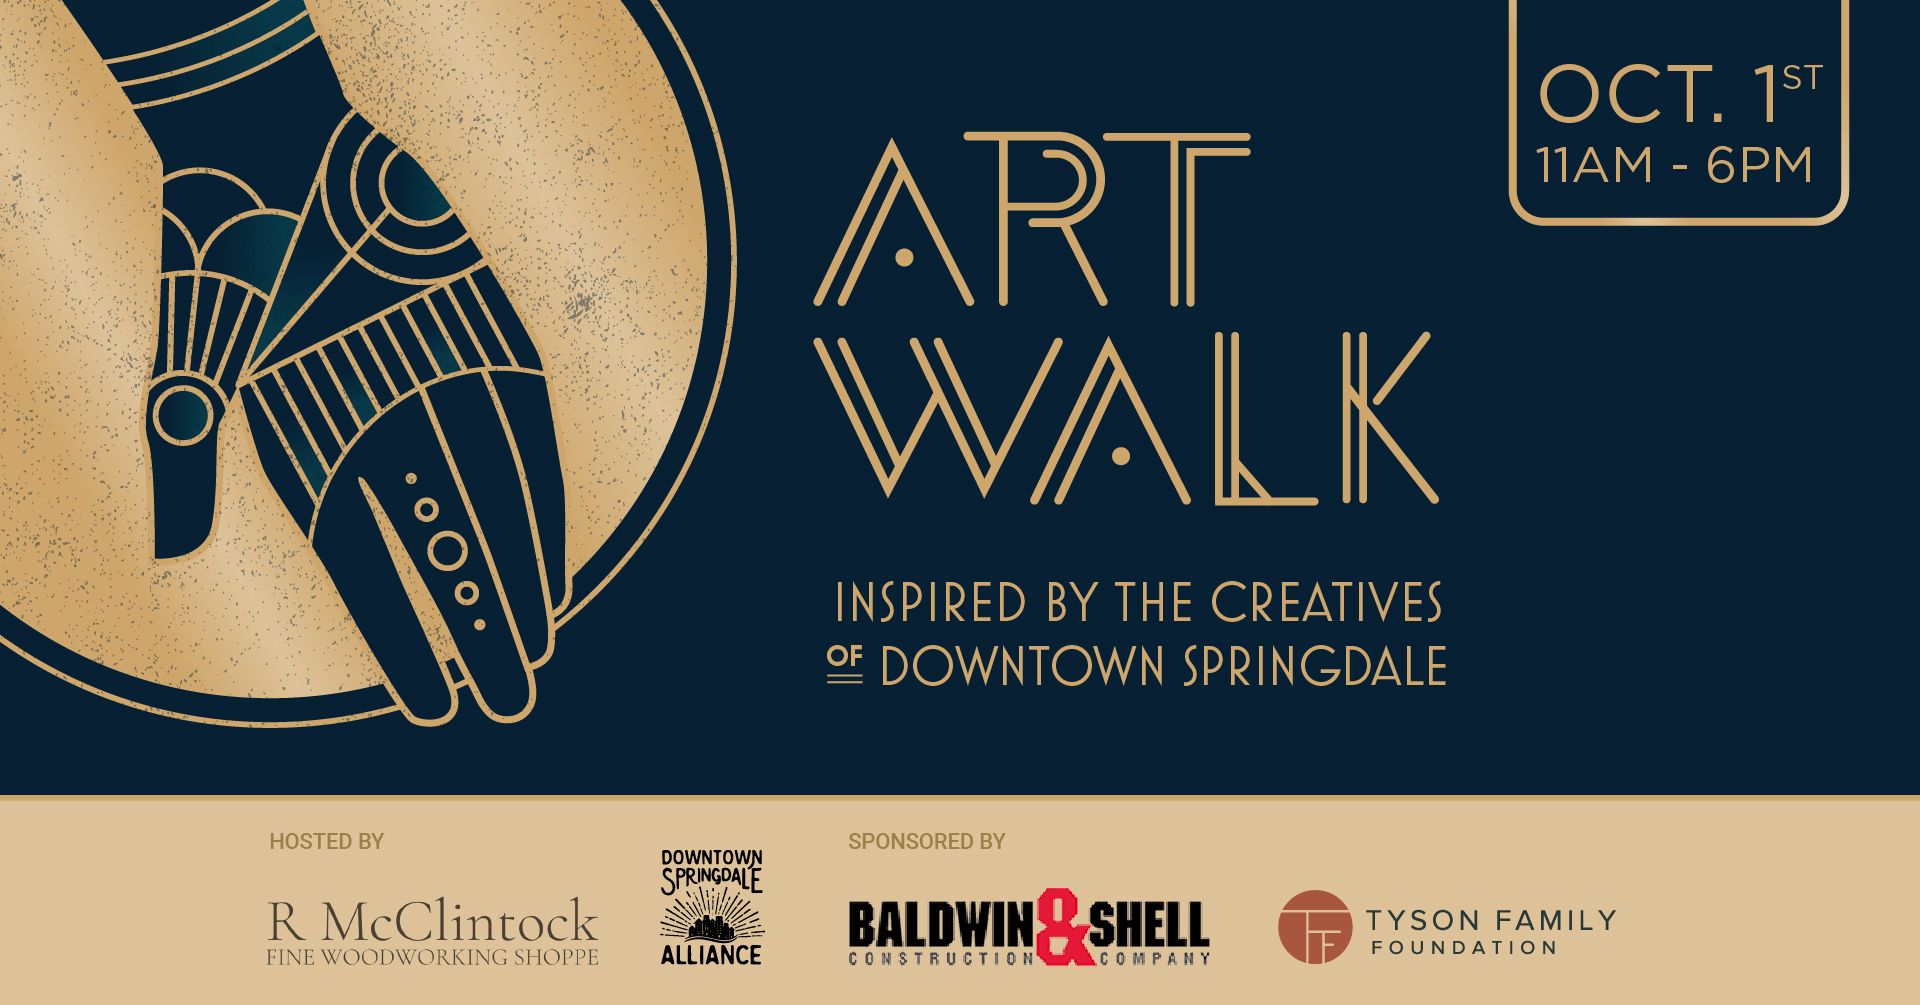 OCT. 1ST
11AM - 6PM
ART
WALK
INSPIRED BY THE CREATIVES
OF DOWNTOWN SPRINGDALE
HOSTED BY
R McClintock
FINE WOODWORKING SHOPPE
DOWNTOWN
SPRINGDALE
ALLIANCE
SPONSORED BY
BALDWIN & SHELL
CONSTRUCTION COMPANY
TF
TYSON FAMILY
FOUNDATION